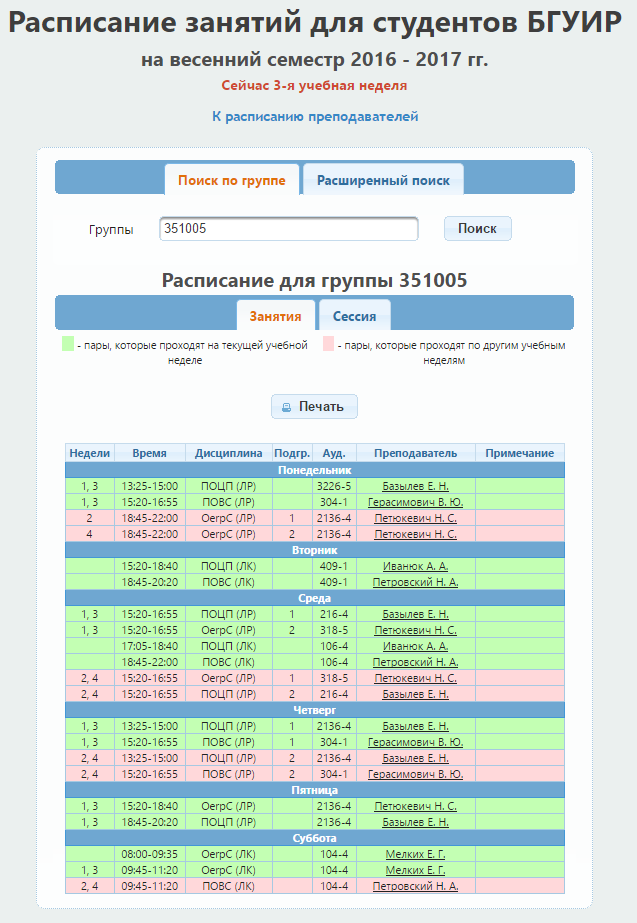 Расписание занятий для студентов БГУИР
на весенний семестр 2016 - 2017 гг.
Сейчас 3-я учебная неделя
К расписанию преподавателей
Поиск по группе Расширенный поиск
Группы 351005 Поиск
Расписание для группы 351005
Занятия Сессия
- пары, которые проходят на текущей учебной неделе
- пары, которые проходят по другим учебным неделям
Печать
Недели Время Дисциплина Подгр. Ауд. Преподаватель Примечание
Понедельник
1, 3 13:25-15:00 ПОЦП (ЛР) 3226-5 Базылев Е. Н.
1, 3 15:20-16:55 ПОВС (ЛР) 304-1 Герасимович В. Ю.
2 18:45-22:00 ОегрС (ЛР) 1 2136-4 Петюкевич Н. С.
4 18:45-22:00 ОегрС (ЛР) 2 2136-4 Петюкевич Н. С.
Вторник
15:20-18:40 ПОЦП (ЛК) 409-1 Иванюк А. А.
18:45-20:20 ПОВС (ЛК) 409-1 Петровский Н. А.
Среда
1, 3 15:20-16:55 ПОЦП (ЛР) 1 216-4 Базылев Е. Н.
1, 3 15:20-16:55 ОегрС (ЛР) 2 318-5 Петюкевич Н. С.
17:05-18:40 ПОЦП (ЛК) 106-4 Иванюк А. А.
18:45-22:00 ПОВС (ЛК) 106-4 Петровский Н. А.
2, 4 15:20-16:55 ОегрС (ЛР) 1 318-5 Петюкевич Н. С.
2, 4 15:20-16:55 ПОЦП (ЛР) 2 216-4 Базылев Е. Н.
Четверг
1, 3 13:25-15:00 ПОЦП (ЛР) 1 2136-4 Базылев Е. Н.
1, 3 15:20-16:55 ПОВС (ЛР) 1 304-1 Герасимович В. Ю.
2, 4 13:25-15:00 ПОЦП (ЛР) 2 2136-4 Базылев Е. Н.
2, 4 15:20-16:55 ПОВС (ЛР) 2 304-1 Герасимович В. Ю.
Пятница
1, 3 15:20-18:40 ОегрС (ЛР) 2136-4 Петюкевич Н. С.
1, 3 18:45-20:20 ПОЦП (ЛР) 2136-4 Базылев Е. Н.
Суббота
08:00-09:35 ОегрС (ЛК) 104-4 Мелких Е. Г.
1, 3 09:45-11:20 ОегрС (ЛК) 104-4 Мелких Е. Г.
2, 4 09:45-11:20 ПОВС (ЛК) 104-4 Петровский Н. А.